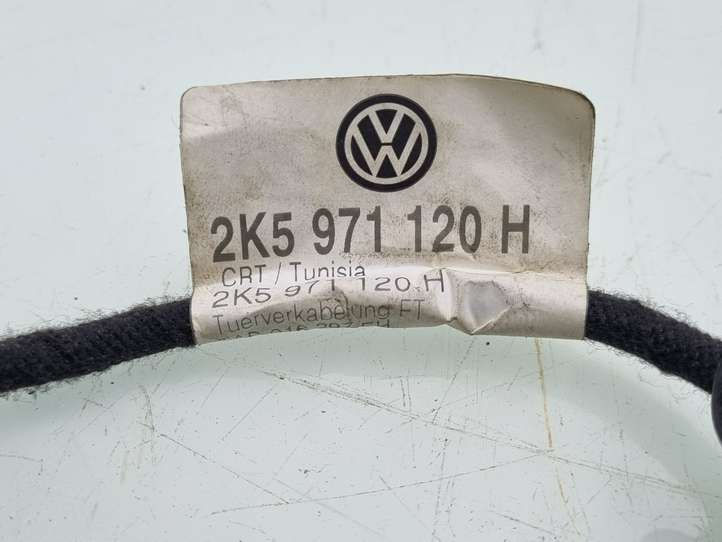 2K5 971 120 H
CRT / Tunisia
2K5 971 120 H
Tuerverkabelung FT